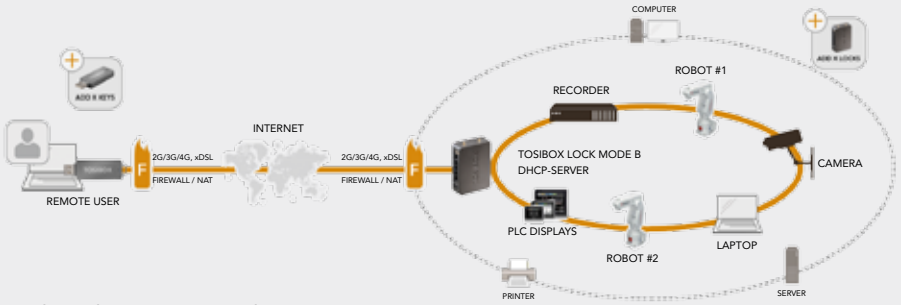 COMPUTER
ADD X KEYS
ADD X LOCKS
ROBOT #1
RECORDER
INTERNET
2G/3G/4G, xDSL
FIREWALL / NAT
2G/3G/4G, xDSL
FIREWALL / NAT
F
F
TOSIBOX
REMOTE USER
TOSIBOX LOCK MODE B
DHCP-SERVER
CAMERA
PLC DISPLAYS
ROBOT #2
LAPTOP
PRINTER
SERVER